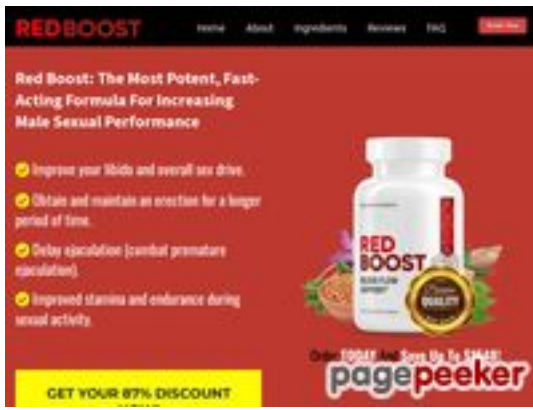 REDBOOST
Home About Ingredients Reviews FAQ
Red Boost: The Most Potent, Fast-
Acting Formula For Increasing
Male Sexual Performance
Improve your libido and overall sex drive.
Obtain and maintain an erection for a longer
period of time.
Delay ejaculation (combat premature
ejaculation).
Improved stamina and endurance during
sexual activity.
RED
BOOST
QUALITY
Order TODAY And Save Up To
pagepeeker
GET YOUR 87% DISCOUNT